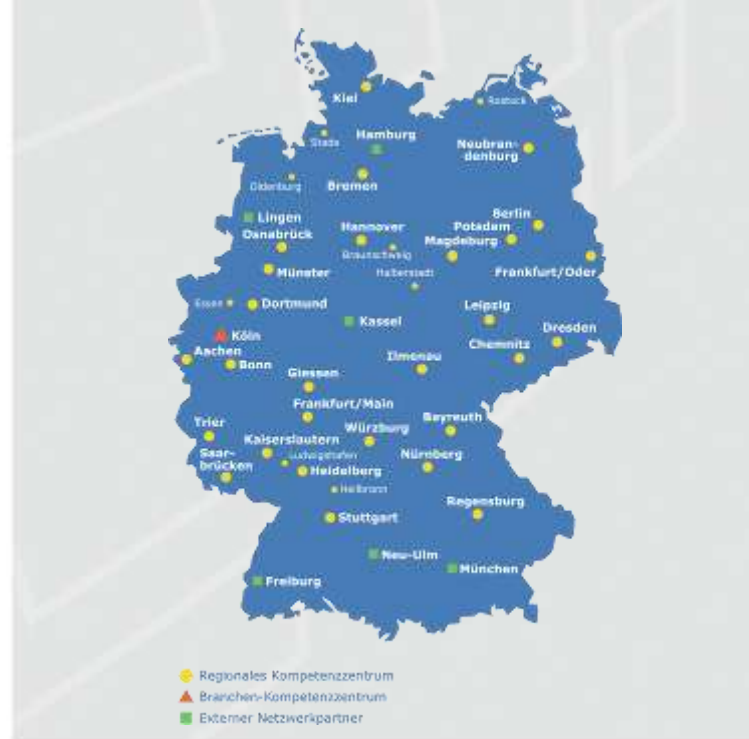 Kiel
Rostock
Hamburg
Stade
Neubran-
denburg
Oldenburg
Bremen
Berlin
Lingen
Potsdam
Hannover
Osnabrück
Magdeburg
Braunschweig
Frankfurt/Oder
Münster
Halberstadt
Essen
Dortmund
Leipzig
Kassel
Dresden
Köln
Chemnitz
Aachen
Ilmenau
Bonn
Giessen
Frankfurt/Main
Bayreuth
Trier
Würzburg
Kaiserslautern
Saar-
brücken
Ludwigshafen
Nürnberg
Heidelberg
Heilbronn
Regensburg
Stuttgart
Neu-Ulm
München
Freiburg
Regionales Kompetenzzentrum
Branchen-Kompetenzzentrum
Externer Netzwerkpartner